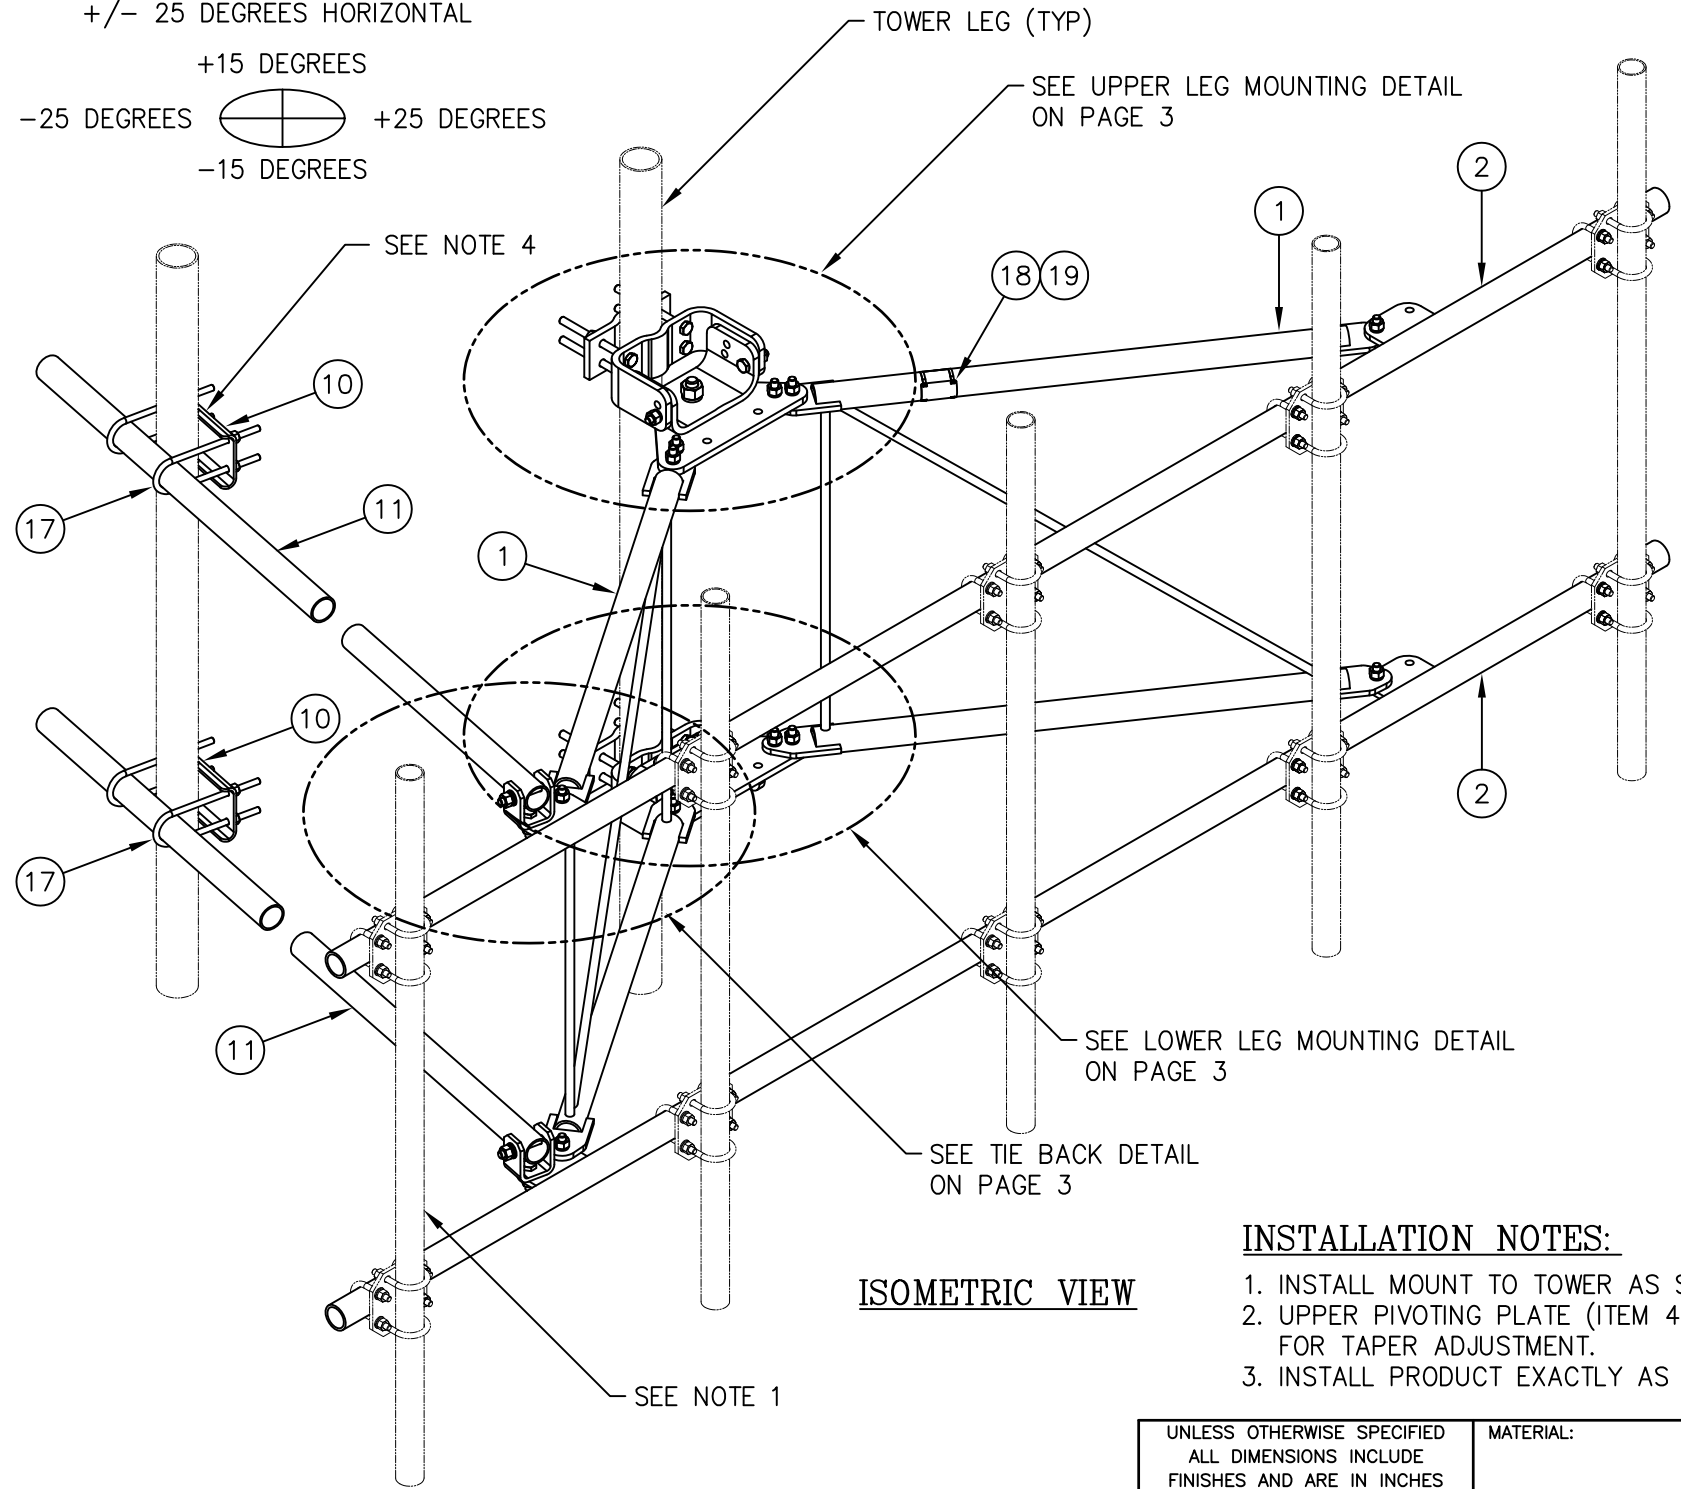 +/- 25 DEGREES HORIZONTAL
+15 DEGREES
-25 DEGREES
+25 DEGREES
-15 DEGREES
TOWER LEG (TYP)
SEE UPPER LEG MOUNTING DETAIL
ON PAGE 3
2
1
SEE NOTE 4
18
19
10
11
17
1
10
2
17
11
SEE LOWER LEG MOUNTING DETAIL
ON PAGE 3
SEE TIE BACK DETAIL
ON PAGE 3
ISOMETRIC VIEW
SEE NOTE 1
INSTALLATION NOTES:
1. INSTALL MOUNT TO TOWER AS
2. UPPER PIVOTING PLATE (ITEM 4
FOR TAPER ADJUSTMENT.
3. INSTALL PRODUCT EXACTLY AS
UNLESS OTHERWISE SPECIFIED
ALL DIMENSIONS INCLUDE
FINISHES AND ARE IN INCHES
MATERIAL: